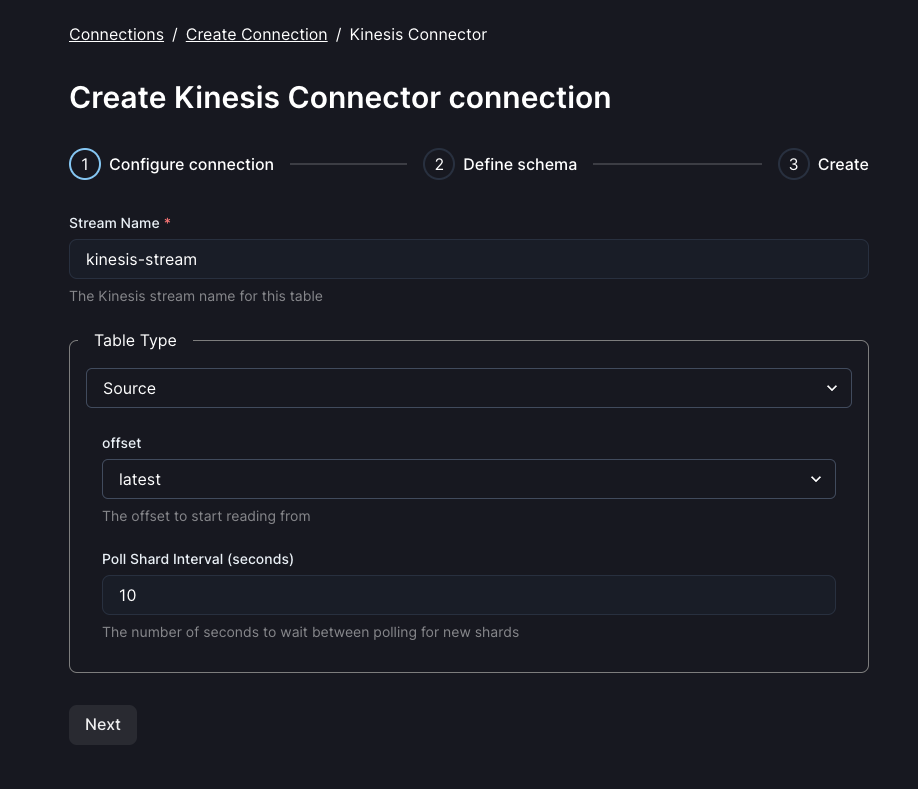 Connections / Create Connection / Kinesis Connector
Create Kinesis Connector connection
1 Configure connection 2 Define schema 3 Create
Stream Name *
kinesis-stream
The Kinesis stream name for this table
Table Type
Source
offset
latest
The offset to start reading from
Poll Shard Interval (seconds)
10
The number of seconds to wait between polling for new shards
Next